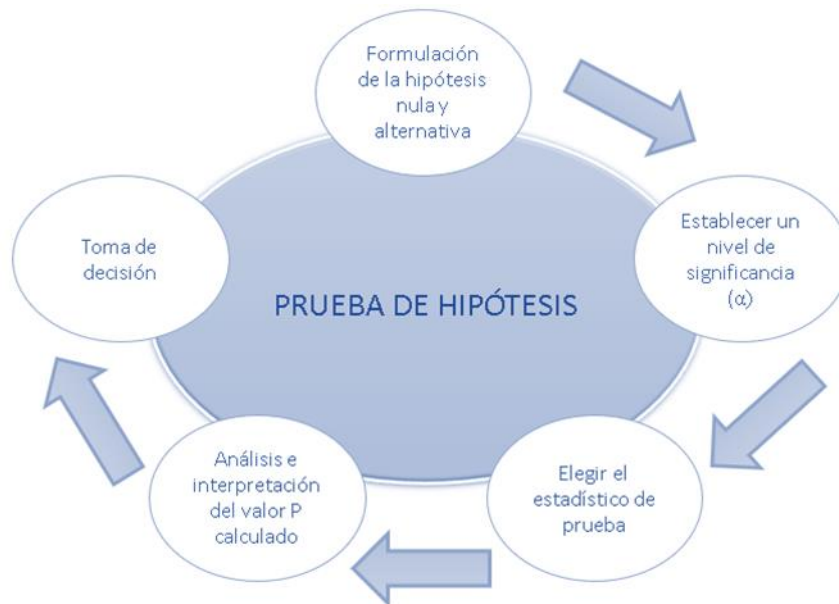 Formulación
de la hipótesis
nula y
alternativa
Establecer un
nivel de
significancia
(α)
Elegir el
estadístico de
prueba
Análisis e
interpretación
del valor P
calculado
Toma de
decisión
PRUEBA DE HIPÓTESIS